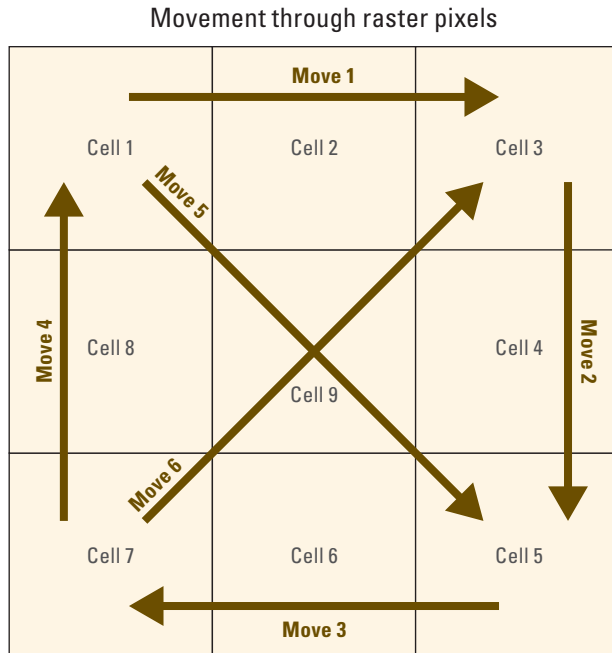 Movement through raster pixels
Move 1
Cell 1
Cell 2
Cell 3
Move 5
Move 4
Cell 8
Cell 4
Move 2
Cell 9
Move 6
Cell 7
Cell 6
Cell 5
Move 3